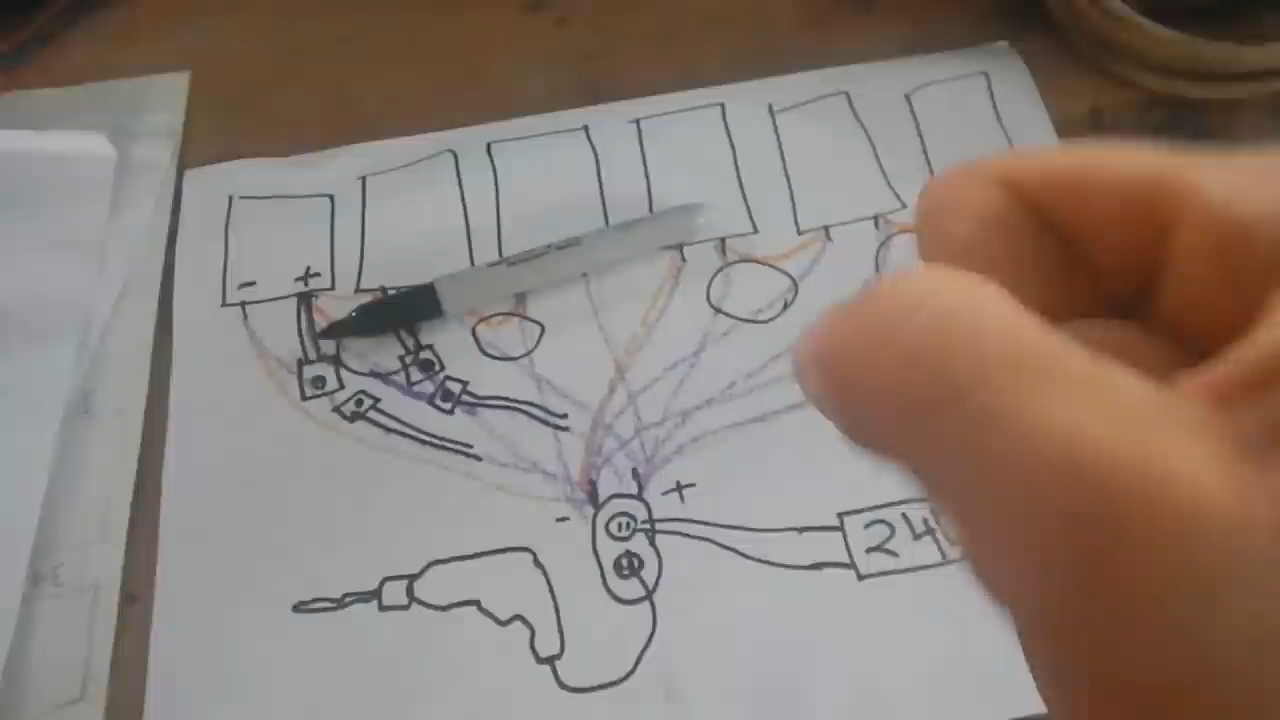 - +
- +
24